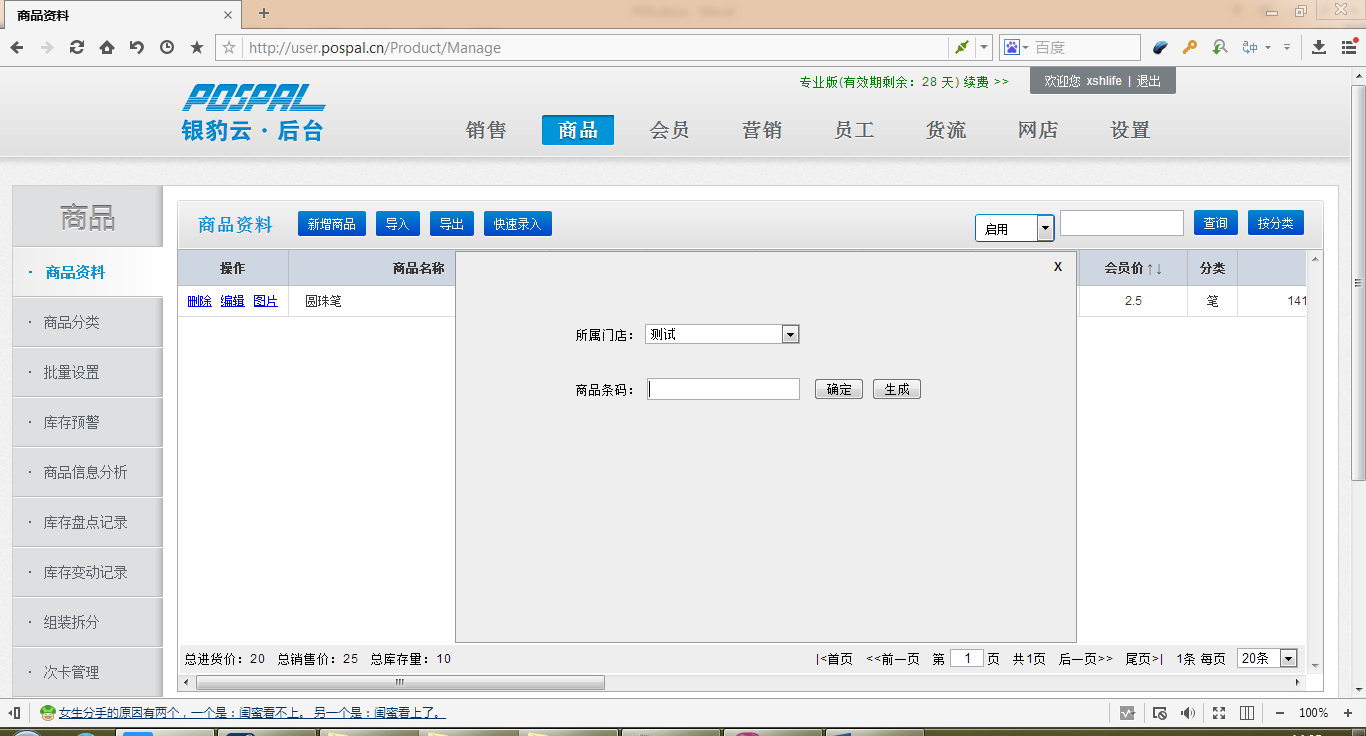 商品资料
http://user.pospal.cn/Product/Manage
百度
专业版(有效期剩余：28 天) 续费 >>
欢迎您 xshlife | 退出
POSPAL
银豹云·后台
销售 商品 会员 营销 员工 货流 网店 设置
商品
· 商品资料
· 商品分类
· 批量设置
· 库存预警
· 商品信息分析
· 库存盘点记录
· 库存变动记录
· 组装拆分
· 次卡管理
商品资料 新增商品 导入 导出 快速录入 启用 查询 按分类
操作 商品名称 会员价↑↓ 分类
删除 编辑 图片 圆珠笔 2.5 笔 141
X
所属门店： 测试
商品条码： 确定 生成
总进货价：20 总销售价：25 总库存量：10
|<首页 <<前一页 第 1 页 共1页 后一页>> 尾页>| 1条 每页 20条
女生分手的原因有两个，一个是：闺蜜看不上。 另一个是：闺蜜看上了。
100%